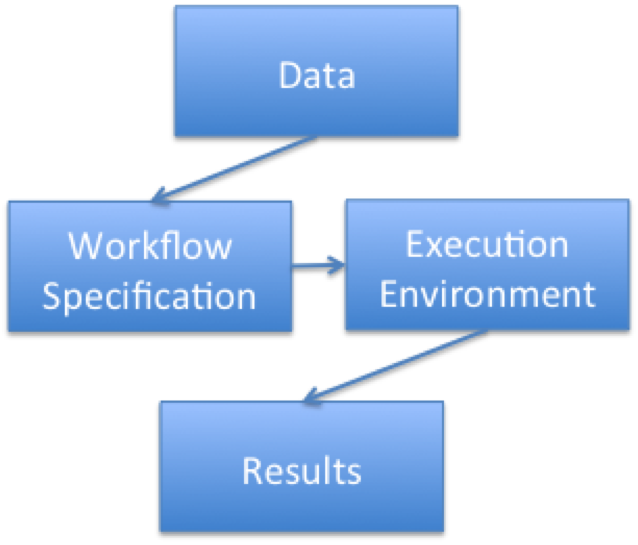 Data
Workflow
Specification
Execution
Environment
Results